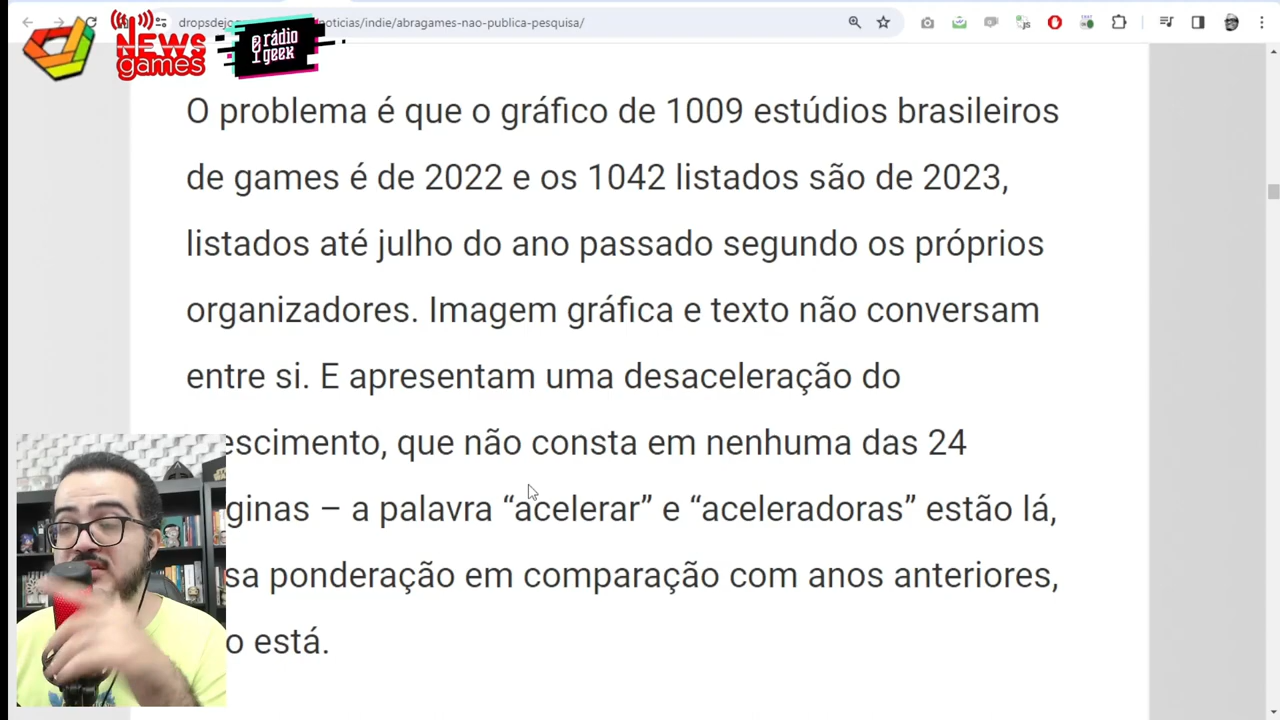 dropsdejo
noticias/indie/abragames-nao-publica-pesquisa/
NEWS
games
rádio
geek
O problema é que o gráfico de 1009 estúdios brasileiros
de games é de 2022 e os 1042 listados são de 2023,
listados até julho do ano passado segundo os próprios
organizadores. Imagem gráfica e texto não conversam
entre si. E apresentam uma desaceleração do
escimento, que não consta em nenhuma das 24
ginas – a palavra “acelerar” e “aceleradoras” estão lá,
sa ponderação em comparação com anos anteriores,
o está.